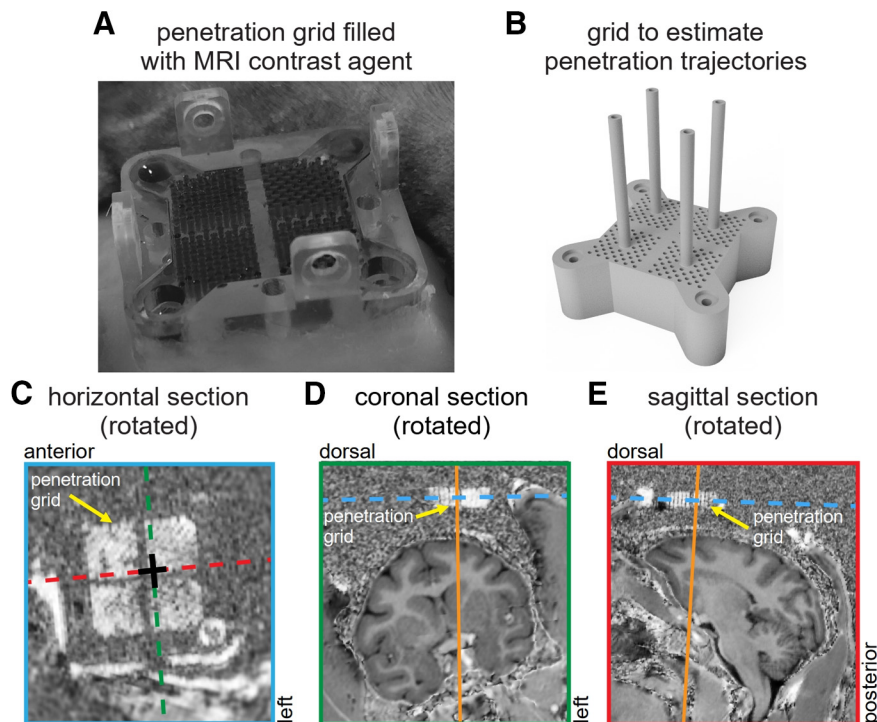 A
penetration grid filled
with MRI contrast agent
B
grid to estimate
penetration trajectories
C
horizontal section
(rotated)
anterior
penetration
grid
left
D
coronal section
(rotated)
dorsal
penetration
grid
left
E
sagittal section
(rotated)
dorsal
penetration
grid
posterior